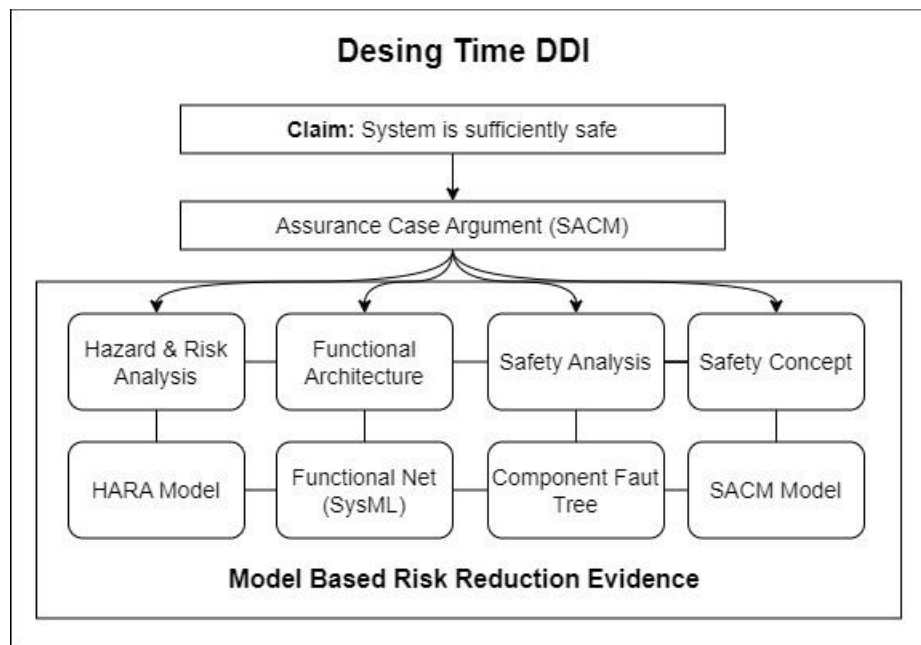 Desing Time DDI
Claim: System is sufficiently safe
Assurance Case Argument (SACM)
Hazard & Risk
Analysis
Functional
Architecture
Safety Analysis
Safety Concept
HARA Model
Functional Net
(SysML)
Component Faut
Tree
SACM Model
Model Based Risk Reduction Evidence